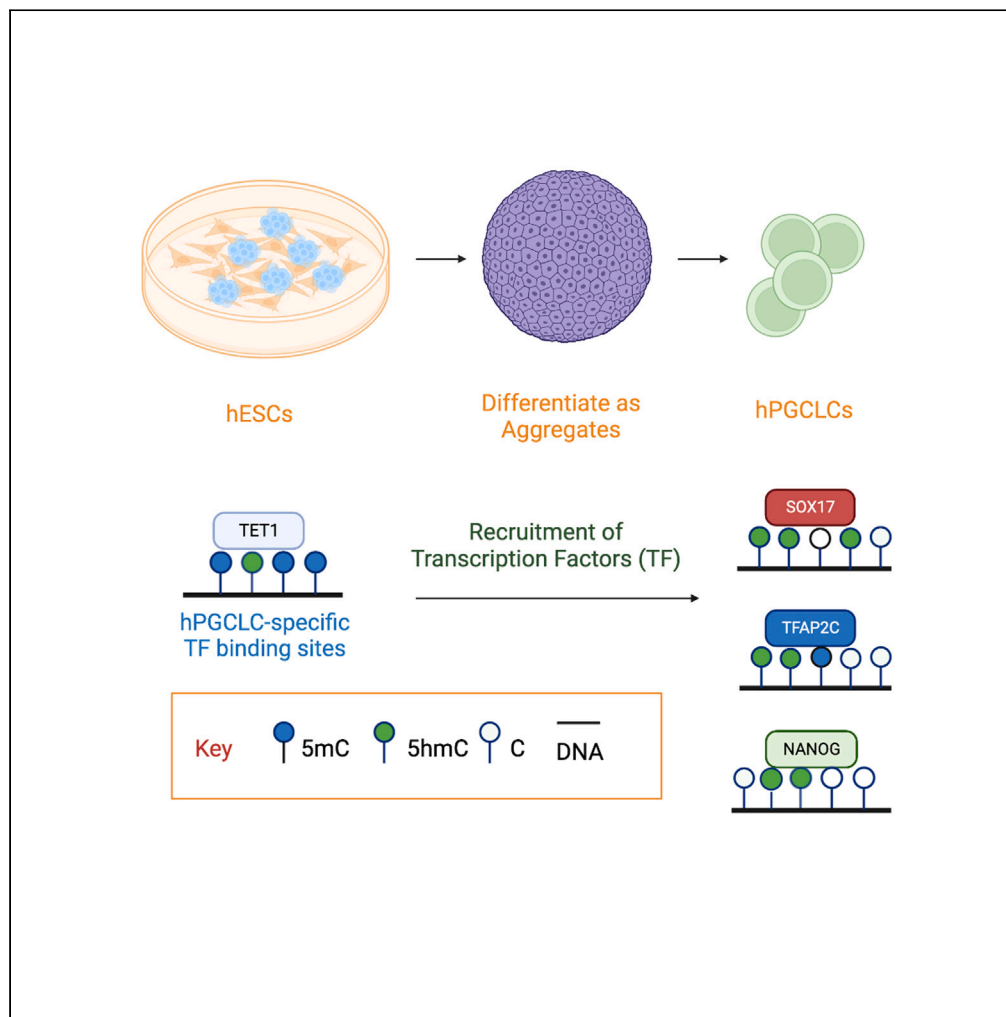 hESCs
Differentiate as
Aggregates
hPGCLCs
TET1
hPGCLC-specific
TF binding sites
Recruitment of
Transcription Factors (TF)
SOX17
TFAP2C
NANOG
Key
5mC
5hmC
C
DNA